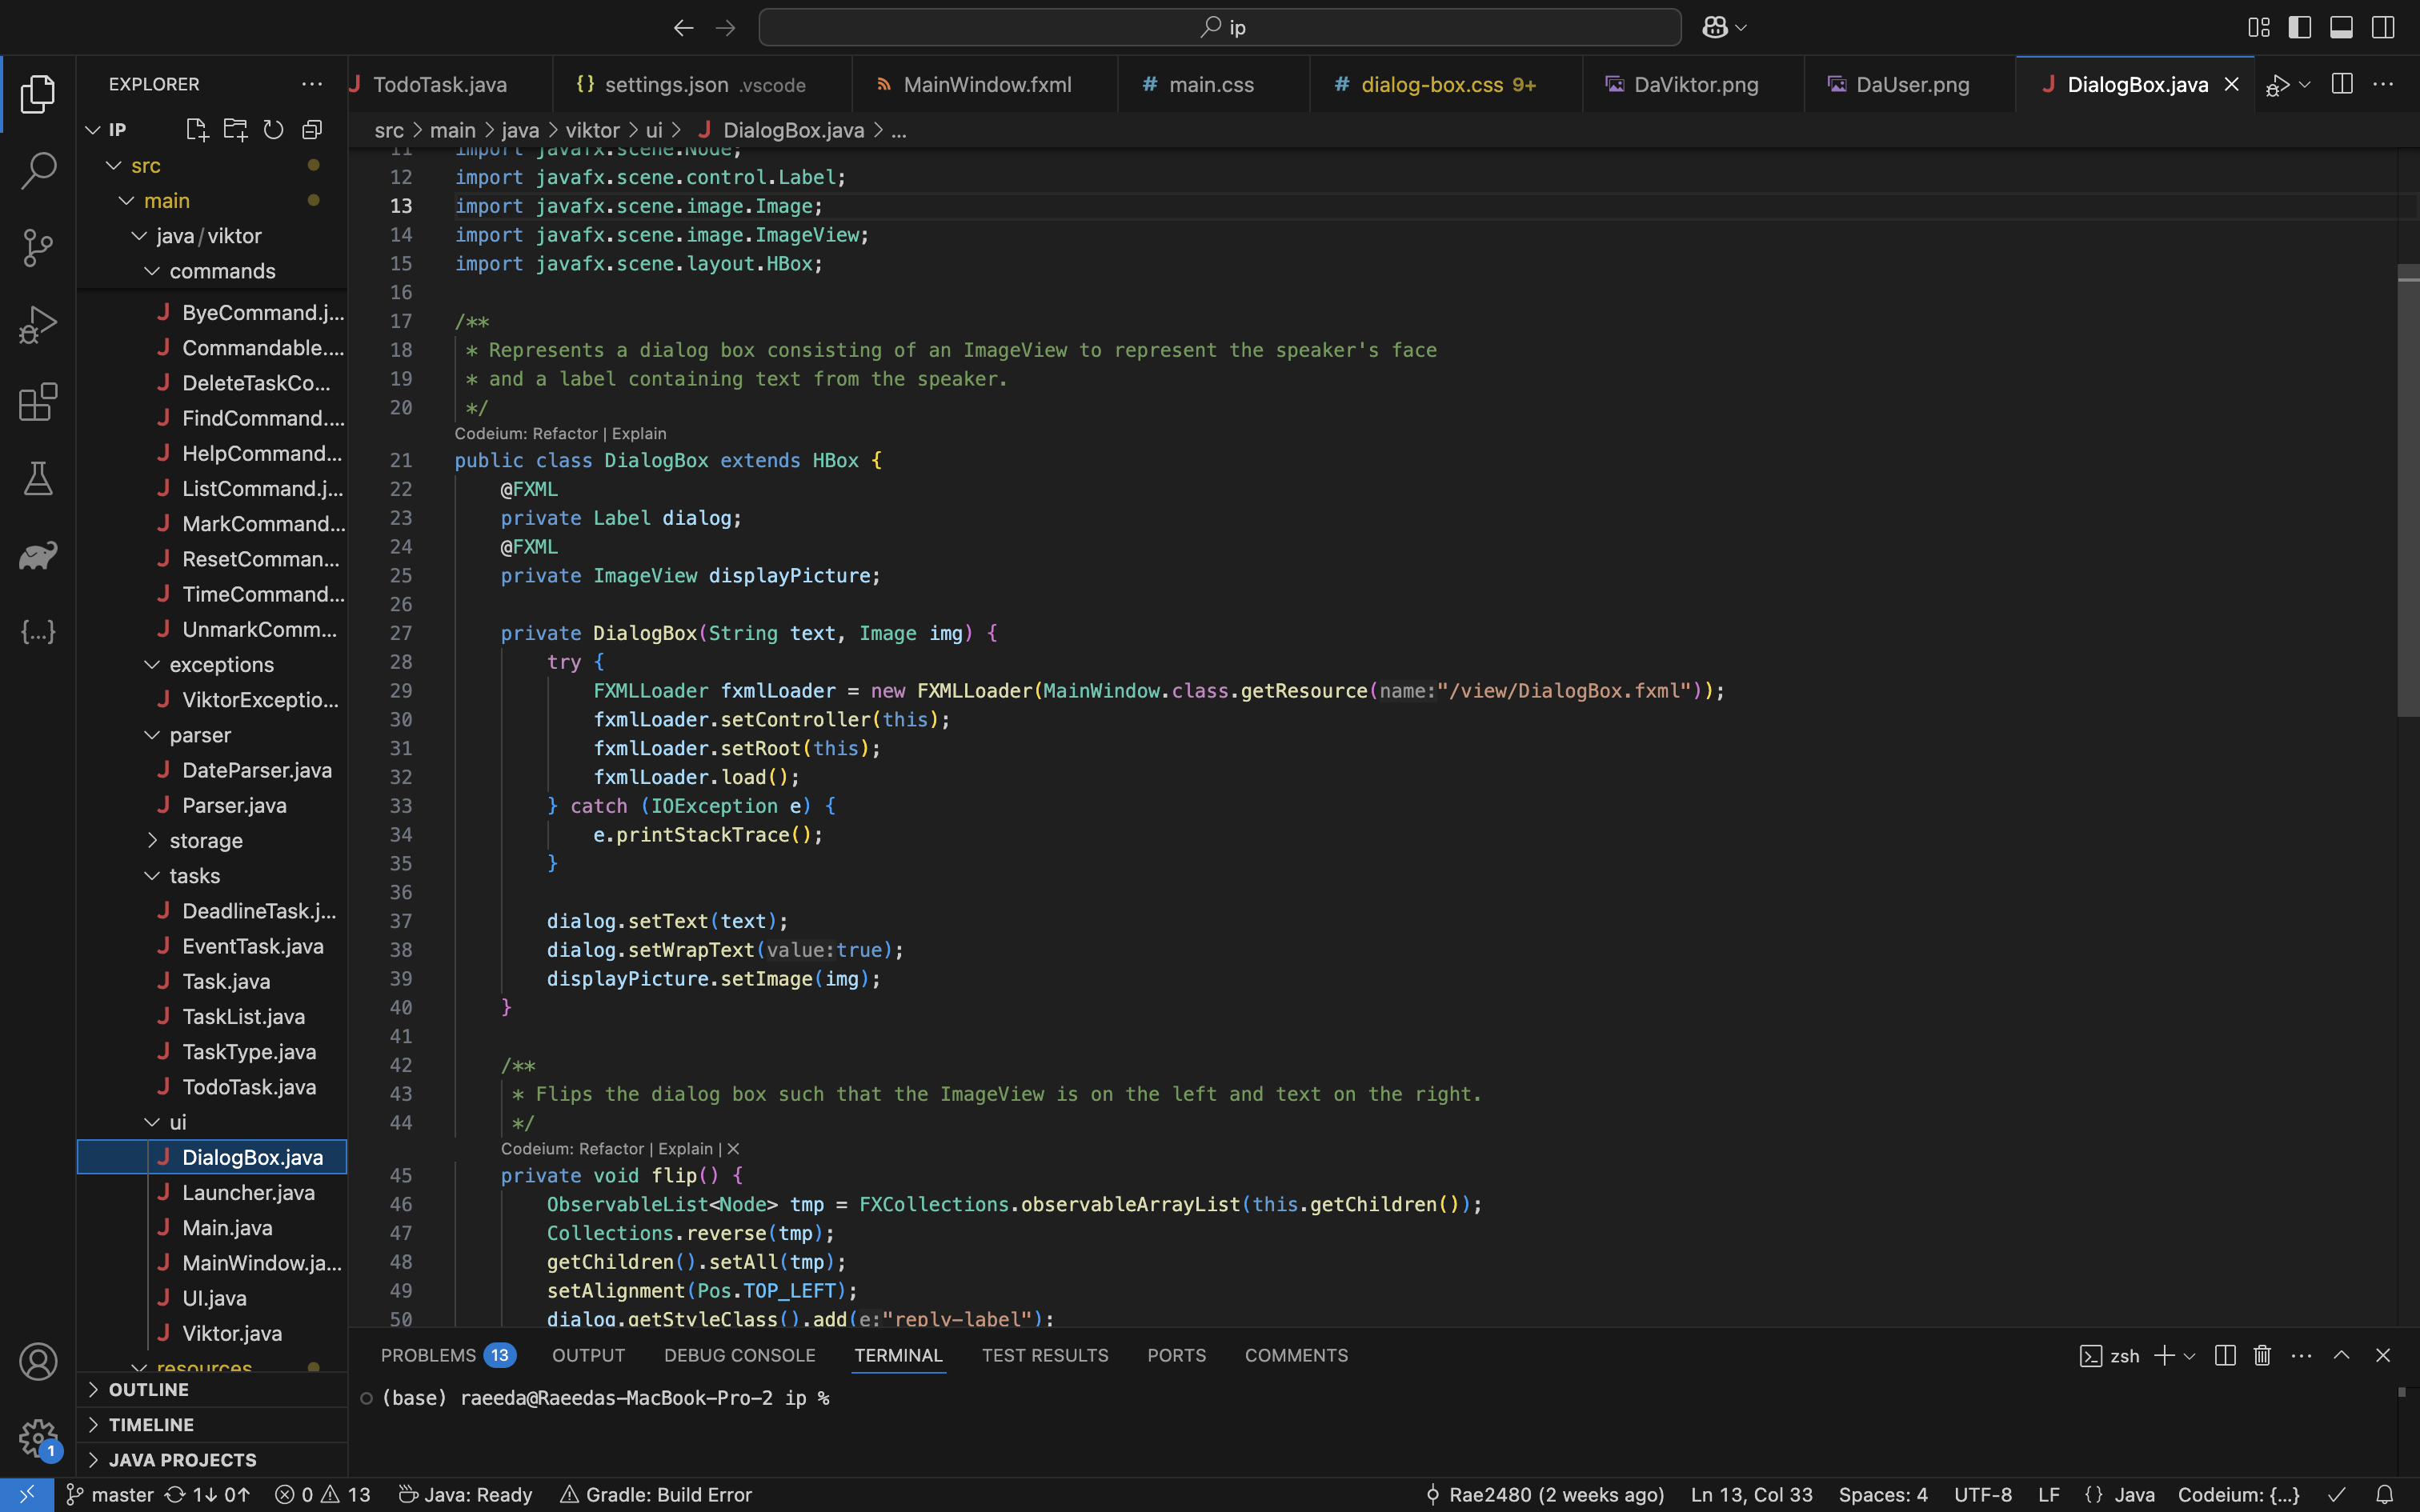 ip
EXPLORER
TodoTask.java
{} settings.json .vscode
MainWindow.fxml
# main.css
# dialog-box.css 9+
DaViktor.png
DaUser.png
J DialogBox.java
IP
src > main > java > viktor > ui > J DialogBox.java > ...
src
main
java/viktor
commands
J ByeCommand.j...
J Commandable....
J DeleteTaskCo...
J FindCommand....
J HelpCommand...
J ListCommand.j...
J MarkCommand...
J ResetComman...
J TimeCommand...
J UnmarkComm...
exceptions
J ViktorExceptio...
parser
J DateParser.java
J Parser.java
storage
tasks
J DeadlineTask.j...
J EventTask.java
J Task.java
J TaskList.java
J TaskType.java
J TodoTask.java
ui
J DialogBox.java
J Launcher.java
J Main.java
J MainWindow.ja...
J UI.java
J Viktor.java
resources
OUTLINE
TIMELINE
JAVA PROJECTS
11 import javafx.scene.Node;
12 import javafx.scene.control.Label;
13 import javafx.scene.image.Image;
14 import javafx.scene.image.ImageView;
15 import javafx.scene.layout.HBox;
16
17 /**
18 * Represents a dialog box consisting of an ImageView to represent the speaker's face
19 * and a label containing text from the speaker.
20 */
Codeium: Refactor | Explain
21 public class DialogBox extends HBox {
22 @FXML
23 private Label dialog;
24 @FXML
25 private ImageView displayPicture;
26
27 private DialogBox(String text, Image img) {
28 try {
29 FXMLLoader fxmlLoader = new FXMLLoader(MainWindow.class.getResource(name:"/view/DialogBox.fxml"));
30 fxmlLoader.setController(this);
31 fxmlLoader.setRoot(this);
32 fxmlLoader.load();
33 } catch (IOException e) {
34 e.printStackTrace();
35 }
36
37 dialog.setText(text);
38 dialog.setWrapText(value:true);
39 displayPicture.setImage(img);
40 }
41
42 /**
43 * Flips the dialog box such that the ImageView is on the left and text on the right.
44 */
Codeium: Refactor | Explain | X
45 private void flip() {
46 ObservableList<Node> tmp = FXCollections.observableArrayList(this.getChildren());
47 Collections.reverse(tmp);
48 getChildren().setAll(tmp);
49 setAlignment(Pos.TOP_LEFT);
50 dialog.getStyleClass().add(e:"reply-label");
PROBLEMS 13 OUTPUT DEBUG CONSOLE TERMINAL TEST RESULTS PORTS COMMENTS
zsh
(base) raeeda@Raeedas-MacBook-Pro-2 ip %
1
master 1↓ 0↑ 0 13 Java: Ready Gradle: Build Error
Rae2480 (2 weeks ago) Ln 13, Col 33 Spaces: 4 UTF-8 LF {} Java Codeium: {...}